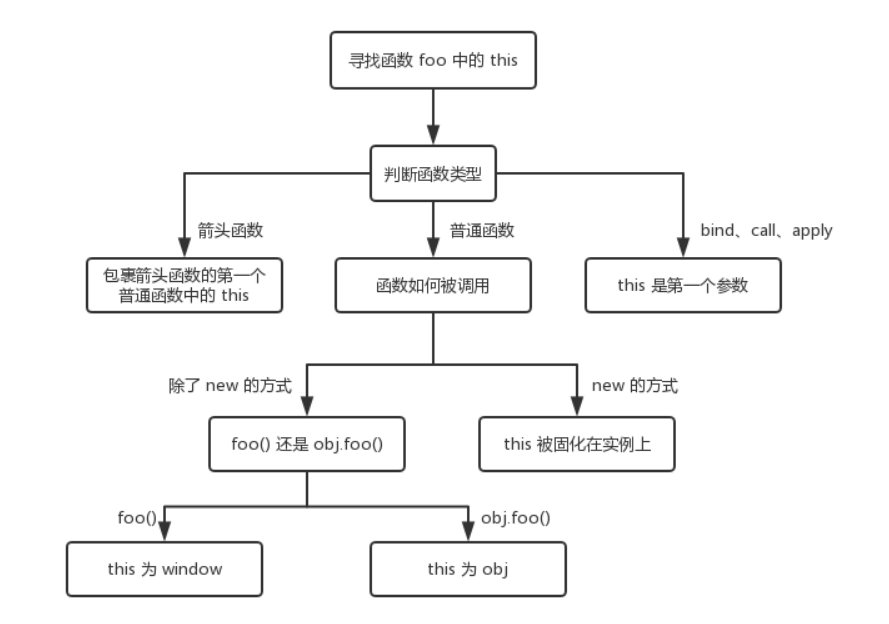 寻找函数 foo 中的 this
判断函数类型
箭头函数
普通函数
bind、call、apply
包裹箭头函数的第一个
普通函数中的 this
函数如何被调用
this 是第一个参数
除了 new 的方式
new 的方式
foo() 还是 obj.foo()
this 被固化在实例上
foo()
obj.foo()
this 为 window
this 为 obj